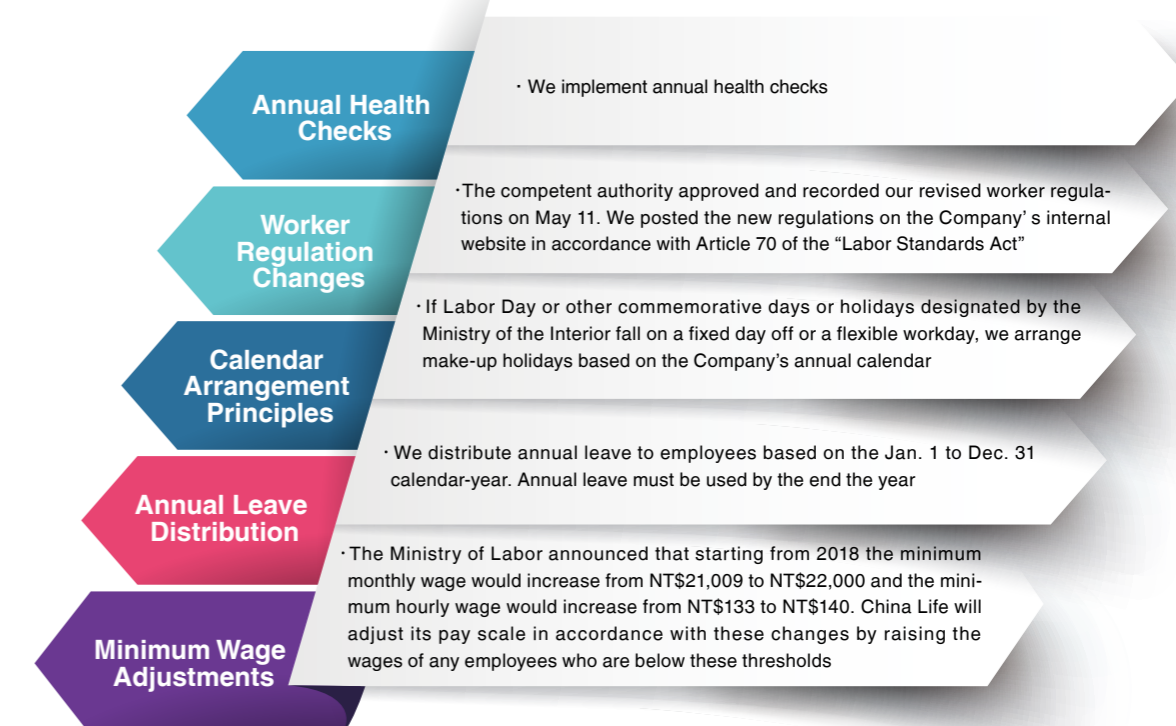 Annual Health
Checks
· We implement annual health checks
Worker
Regulation
Changes
·The competent authority approved and recorded our revised worker regula-
tions on May 11. We posted the new regulations on the Company’ s internal
website in accordance with Article 70 of the “Labor Standards Act”
Calendar
Arrangement
Principles
· If Labor Day or other commemorative days or holidays designated by the
Ministry of the Interior fall on a fixed day off or a flexible workday, we arrange
make-up holidays based on the Company’s annual calendar
Annual Leave
Distribution
· We distribute annual leave to employees based on the Jan. 1 to Dec. 31
calendar-year. Annual leave must be used by the end the year
Minimum Wage
Adjustments
· The Ministry of Labor announced that starting from 2018 the minimum
monthly wage would increase from NT$21,009 to NT$22,000 and the mini-
mum hourly wage would increase from NT$133 to NT$140. China Life will
adjust its pay scale in accordance with these changes by raising the
wages of any employees who are below these thresholds